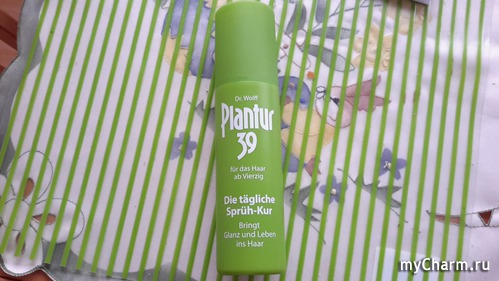 Dr. Wolff
Plantur
39
für das Haar
ab Vierzig
Die tägliche
Sprüh-Kur
Bringt
Glanz und Leben
ins Haar
myCharm.ru